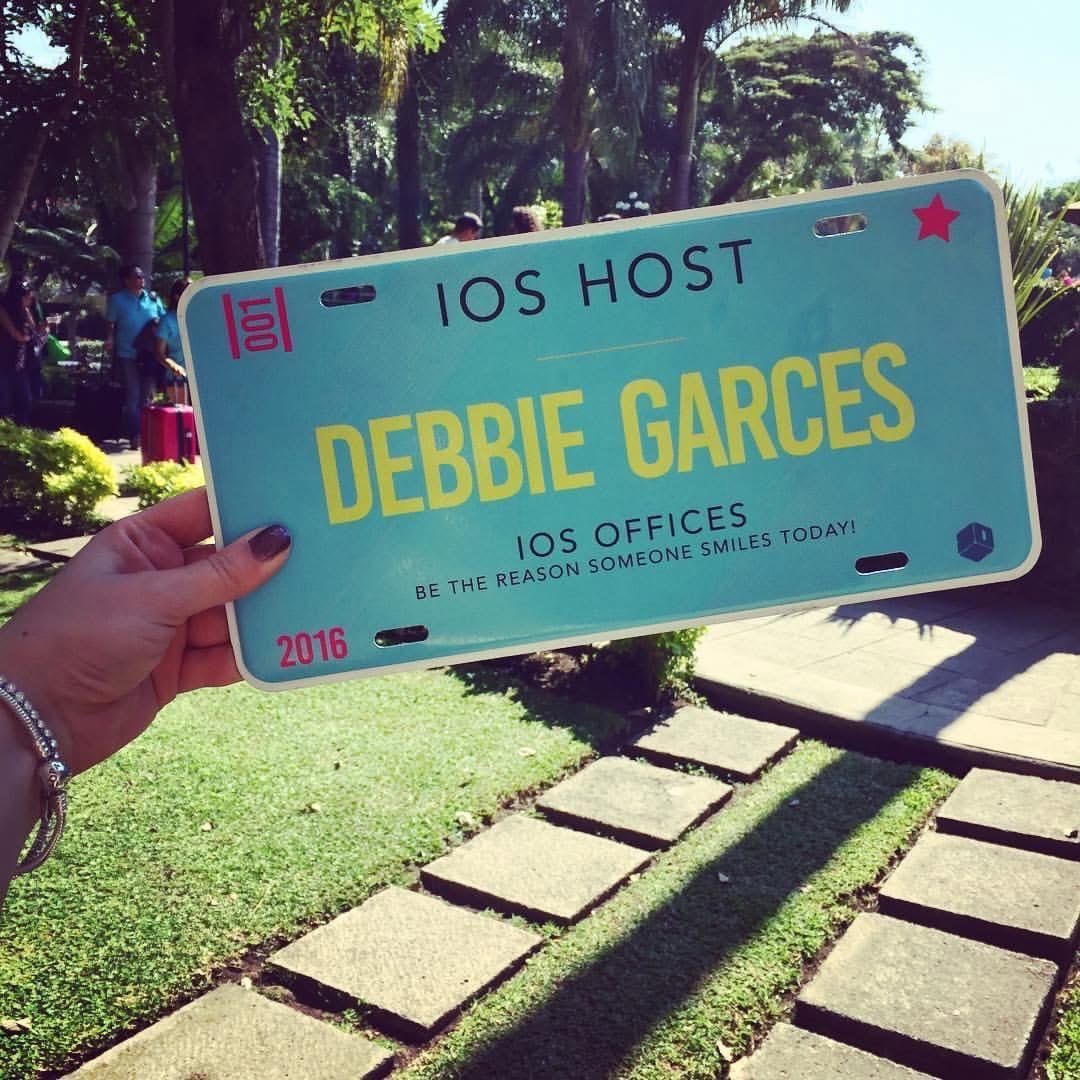 001
IOS HOST
DEBBIE GARCES
IOS OFFICES
BE THE REASON SOMEONE SMILES TODAY!
2016